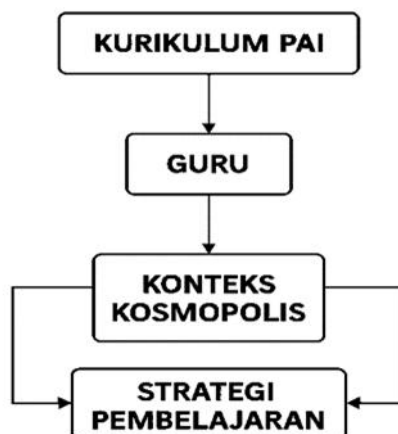 KURIKULUM PAI
GURU
KONTEKS
KOSMOPOLIS
STRATEGI
PEMBELAJARAN